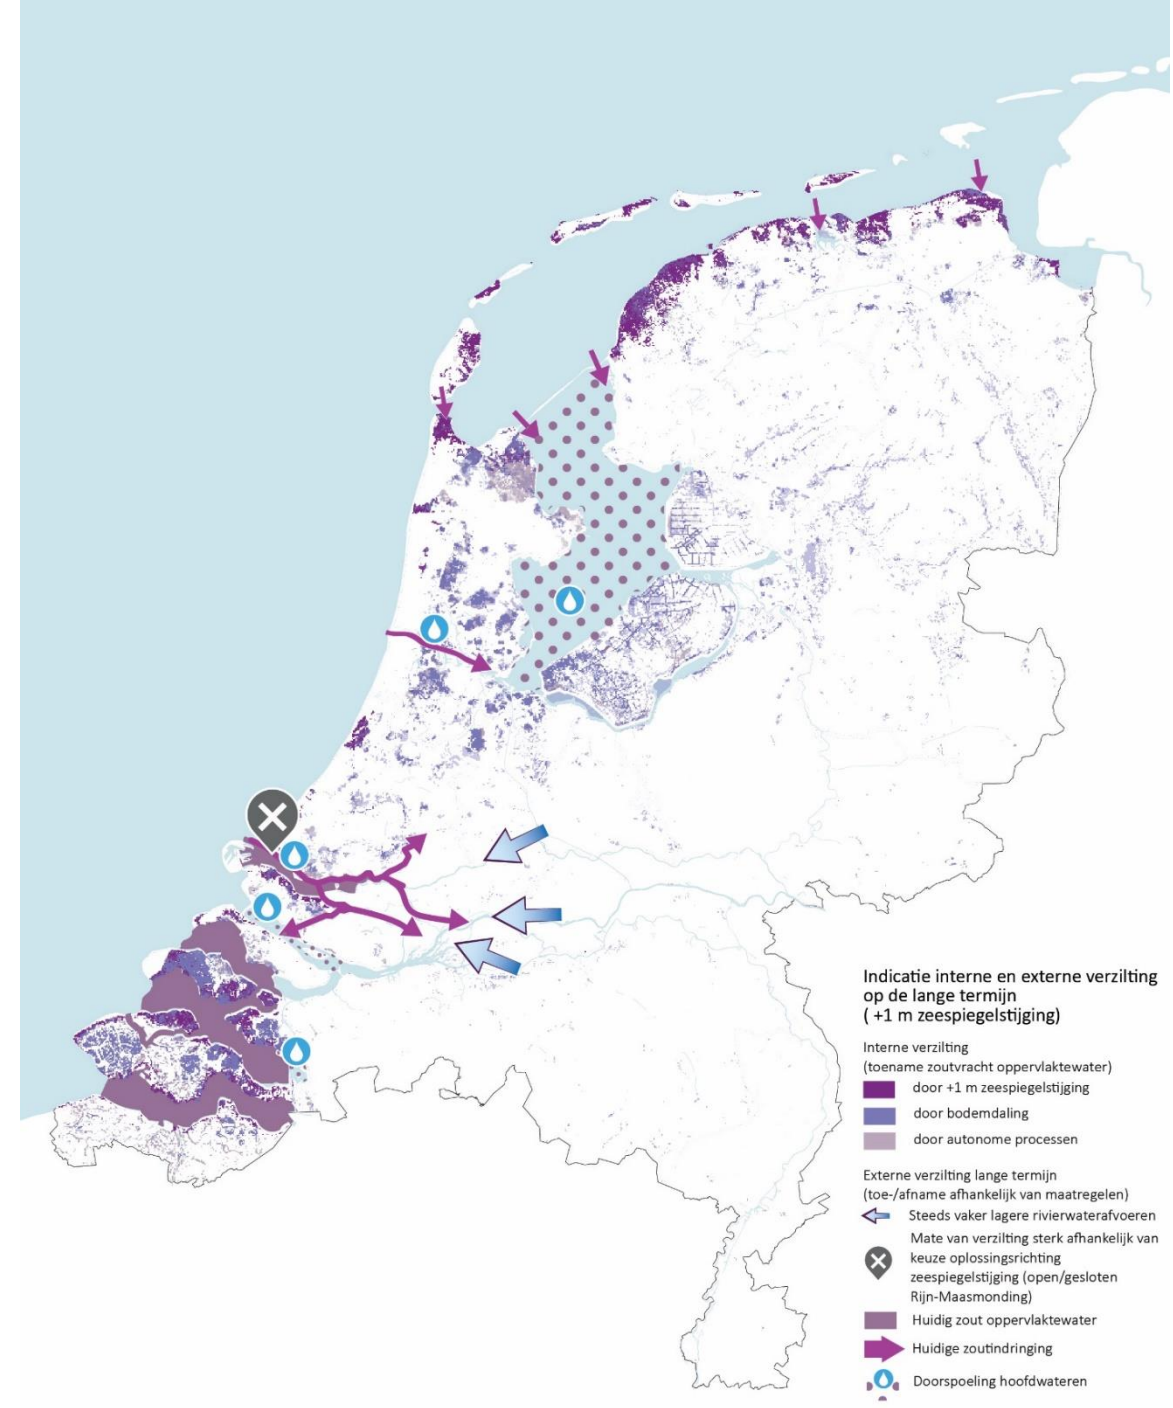 Indicatie interne en externe verzilting
op de lange termijn
( +1 m zeespiegelstijging)
Interne verzilting
(toename zoutvracht oppervlaktewater)
door +1 m zeespiegelstijging
door bodemdaling
door autonome processen
Externe verzilting lange termijn
(toe-/afname afhankelijk van maatregelen)
Steeds vaker lagere rivierwaterafvoeren
Mate van verzilting sterk afhankelijk van
keuze oplossingsrichting
zeespiegelstijging (open/gesloten
Rijn-Maasmonding)
Huidig zout oppervlaktewater
Huidige zoutindringing
Doorspoeling hoofdwateren